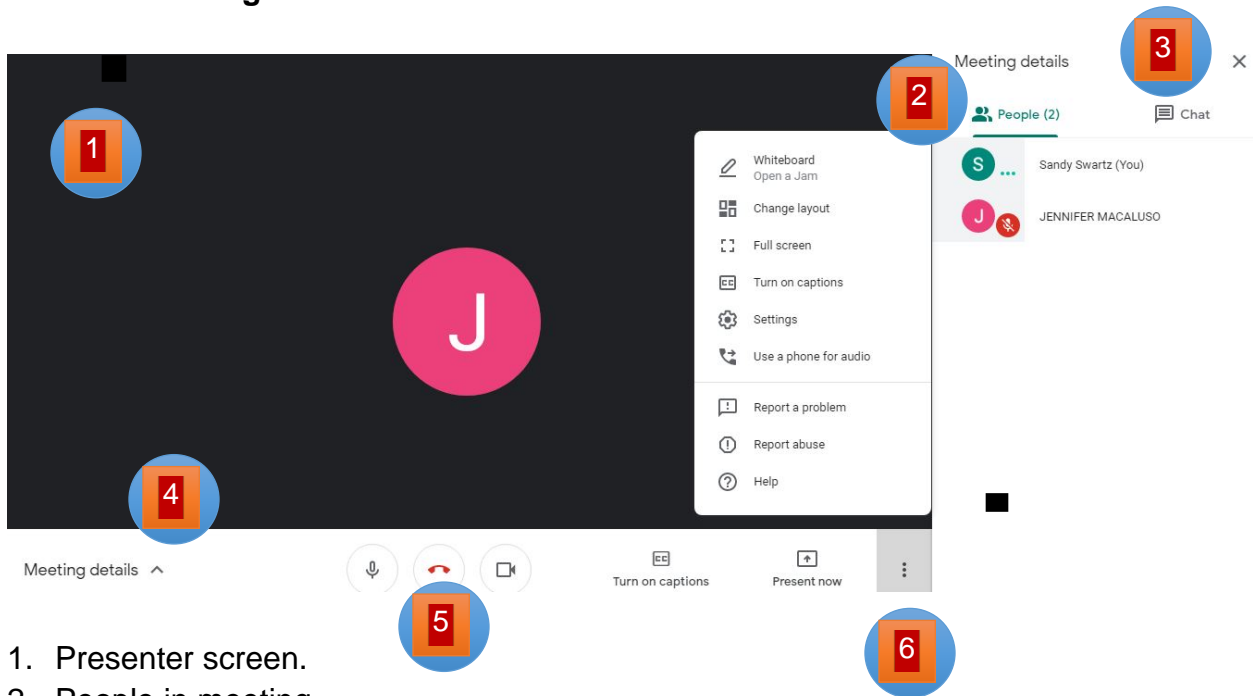 3
Meeting details
2
People (2)
Chat
1
Whiteboard
Open a Jam
S
Sandy Swartz (You)
Change layout
J
JENNIFER MACALUSO
Full screen
Turn on captions
J
Settings
Use a phone for audio
Report a problem
Report abuse
4
Help
Meeting details
Turn on captions
Present now
5
6
1. Presenter screen.